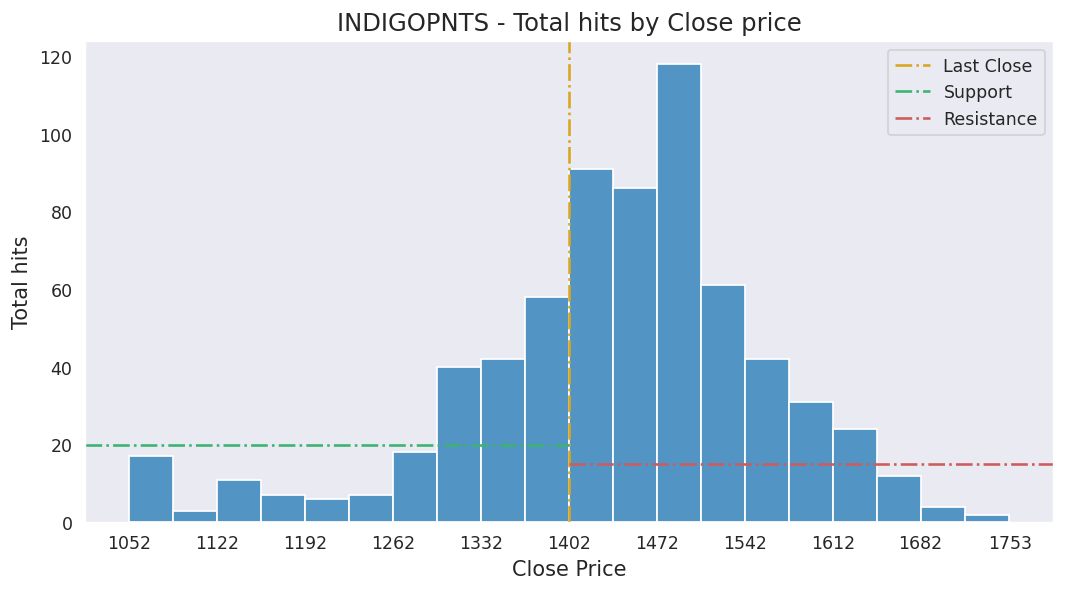 INDIGOPNTS - Total hits by Close price
Last Close
Support
Resistance
Total hits
120
100
80
60
40
20
0
1052 1122 1192 1262 1332 1402 1472 1542 1612 1682 1753
Close Price